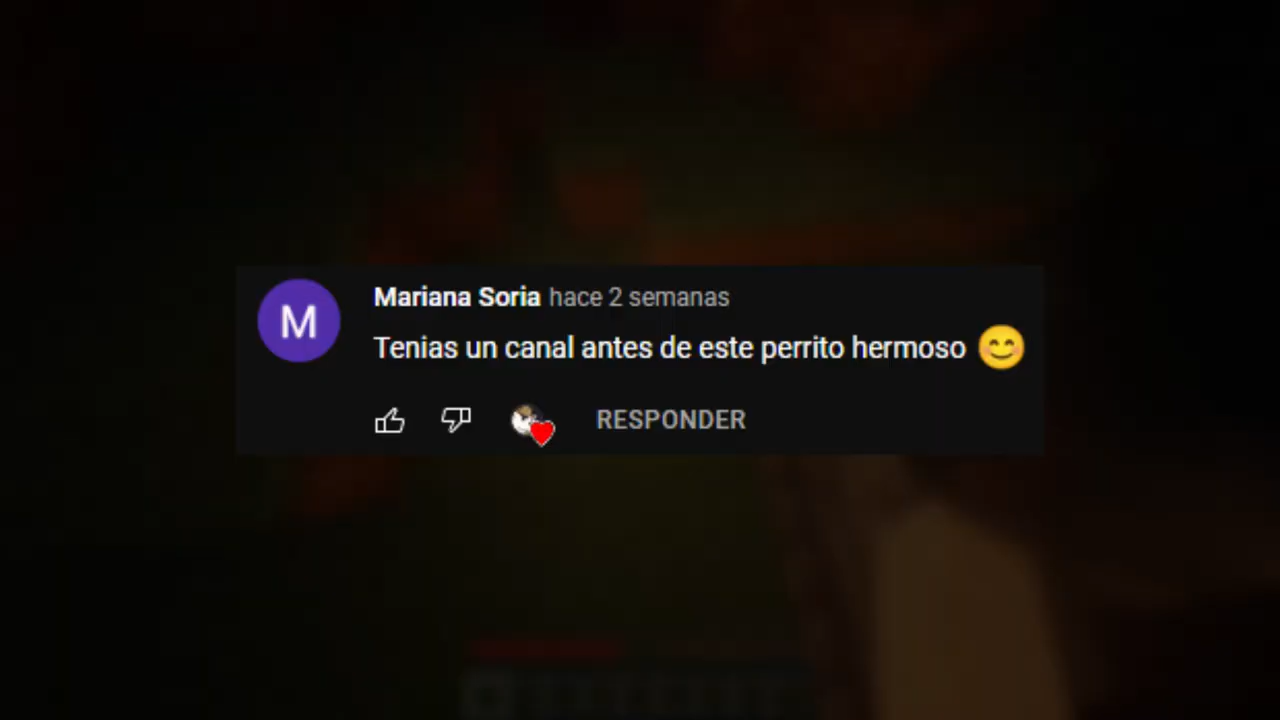 M
Mariana Soria hace 2 semanas
Tenias un canal antes de este perrito hermoso 😊
RESPONDER